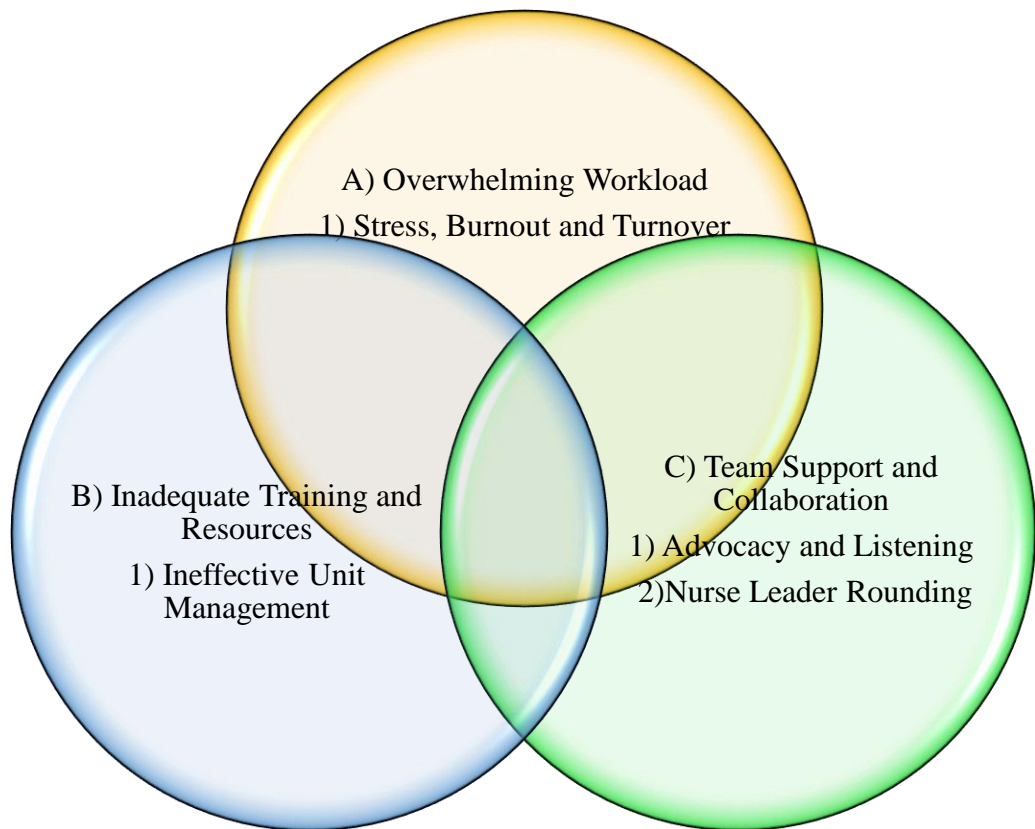 A) Overwhelming Workload
1) Stress, Burnout and Turnover
B) Inadequate Training and
Resources
1) Ineffective Unit
Management
C) Team Support and
Collaboration
1) Advocacy and Listening
2)Nurse Leader Rounding